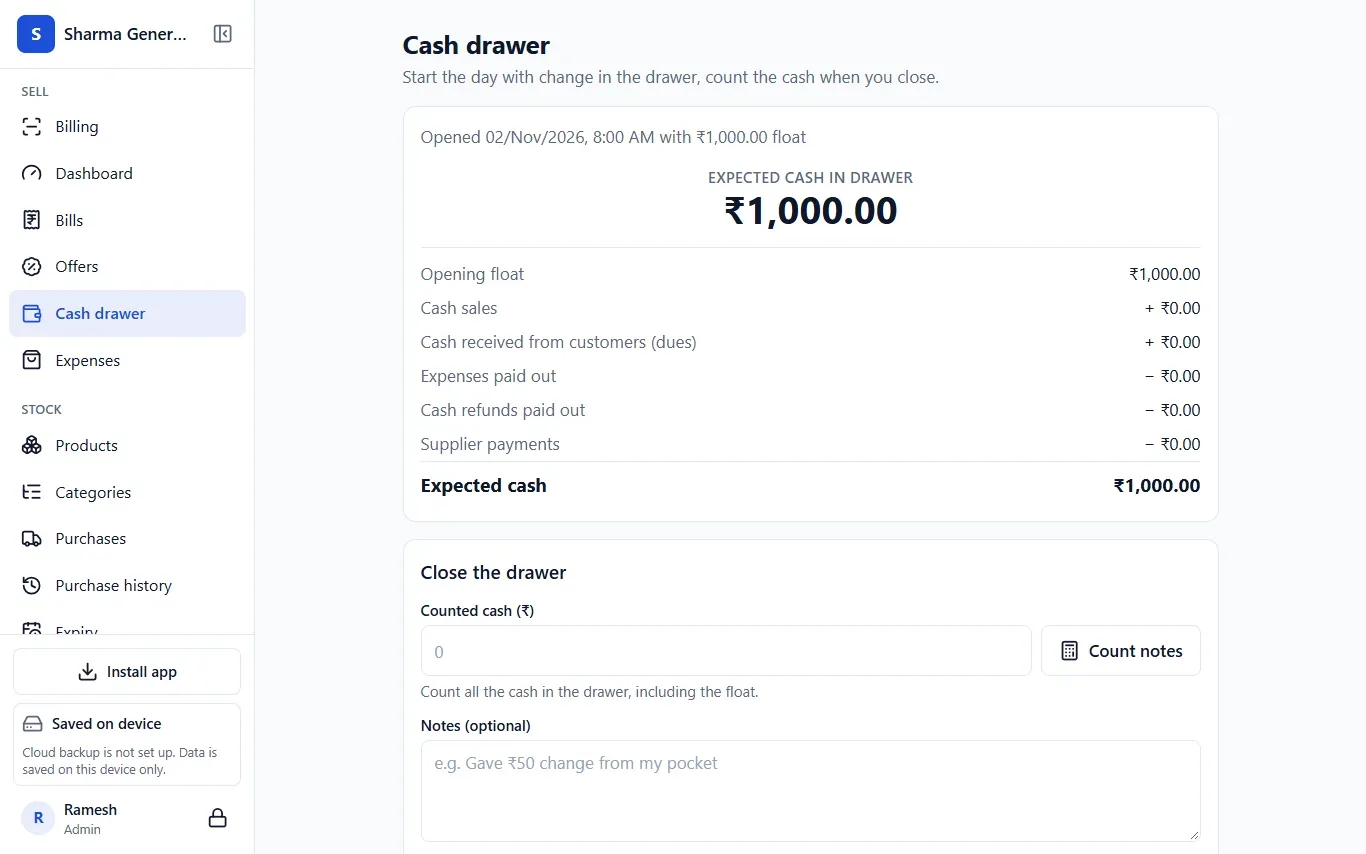 S
Sharma Gener...
SELL
Billing
Dashboard
Bills
Offers
Cash drawer
Expenses
STOCK
Products
Categories
Purchases
Purchase history
Expiry
Install app
Saved on device
Cloud backup is not set up. Data is
saved on this device only.
R
Ramesh
Admin
Cash drawer
Start the day with change in the drawer, count the cash when you close.
Opened 02/Nov/2026, 8:00 AM with ₹1,000.00 float
EXPECTED CASH IN DRAWER
₹1,000.00
Opening float ₹1,000.00
Cash sales + ₹0.00
Cash received from customers (dues) + ₹0.00
Expenses paid out − ₹0.00
Cash refunds paid out − ₹0.00
Supplier payments − ₹0.00
Expected cash ₹1,000.00
Close the drawer
Counted cash (₹)
0
Count notes
Count all the cash in the drawer, including the float.
Notes (optional)
e.g. Gave ₹50 change from my pocket